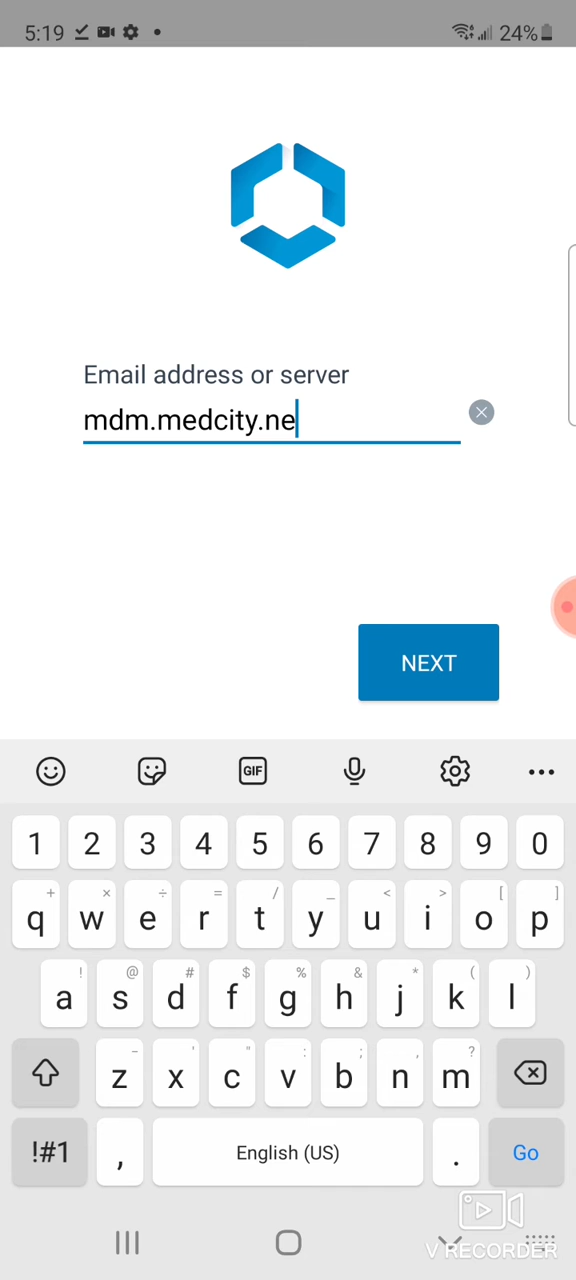 5:19 24%
Email address or server
mdm.medcity.ne
NEXT
GIF
1 2 3 4 5 6 7 8 9 0
+ × ÷ = / _ < > [ ]
q w e r t y u i o p
! @ # $ % & * ( )
a s d f g h j k l
- ' " : ; , ?
z x c v b n m
!#1 , English (US) . Go
V RECORDER